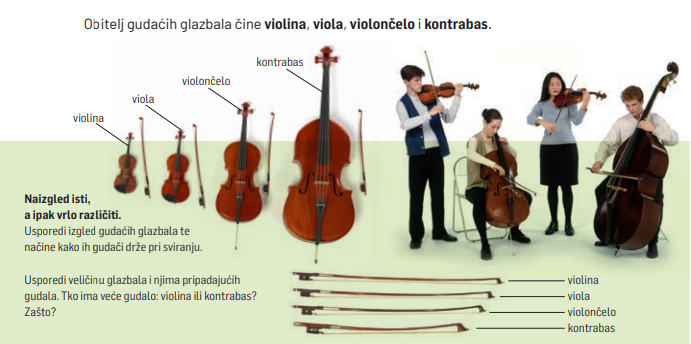 Obitelj gudaćih glazbala čine violina, viola, violončelo i kontrabas.
kontrabas
violončelo
viola
violina
Naizgled isti,
a ipak vrlo različiti.
Usporedi izgled gudaćih glazbala te
načine kako ih gudači drže pri sviranju.
Usporedi veličinu glazbala i njima pripadajućih
gudala. Tko ima veće gudalo: violina ili kontrabas?
Zašto?
violina
viola
violončelo
kontrabas